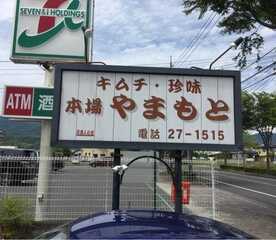 SEVEN & I HOLDINGS
ATM 酒
キムチ・珍味
本場 やまもと
電話 27-1515